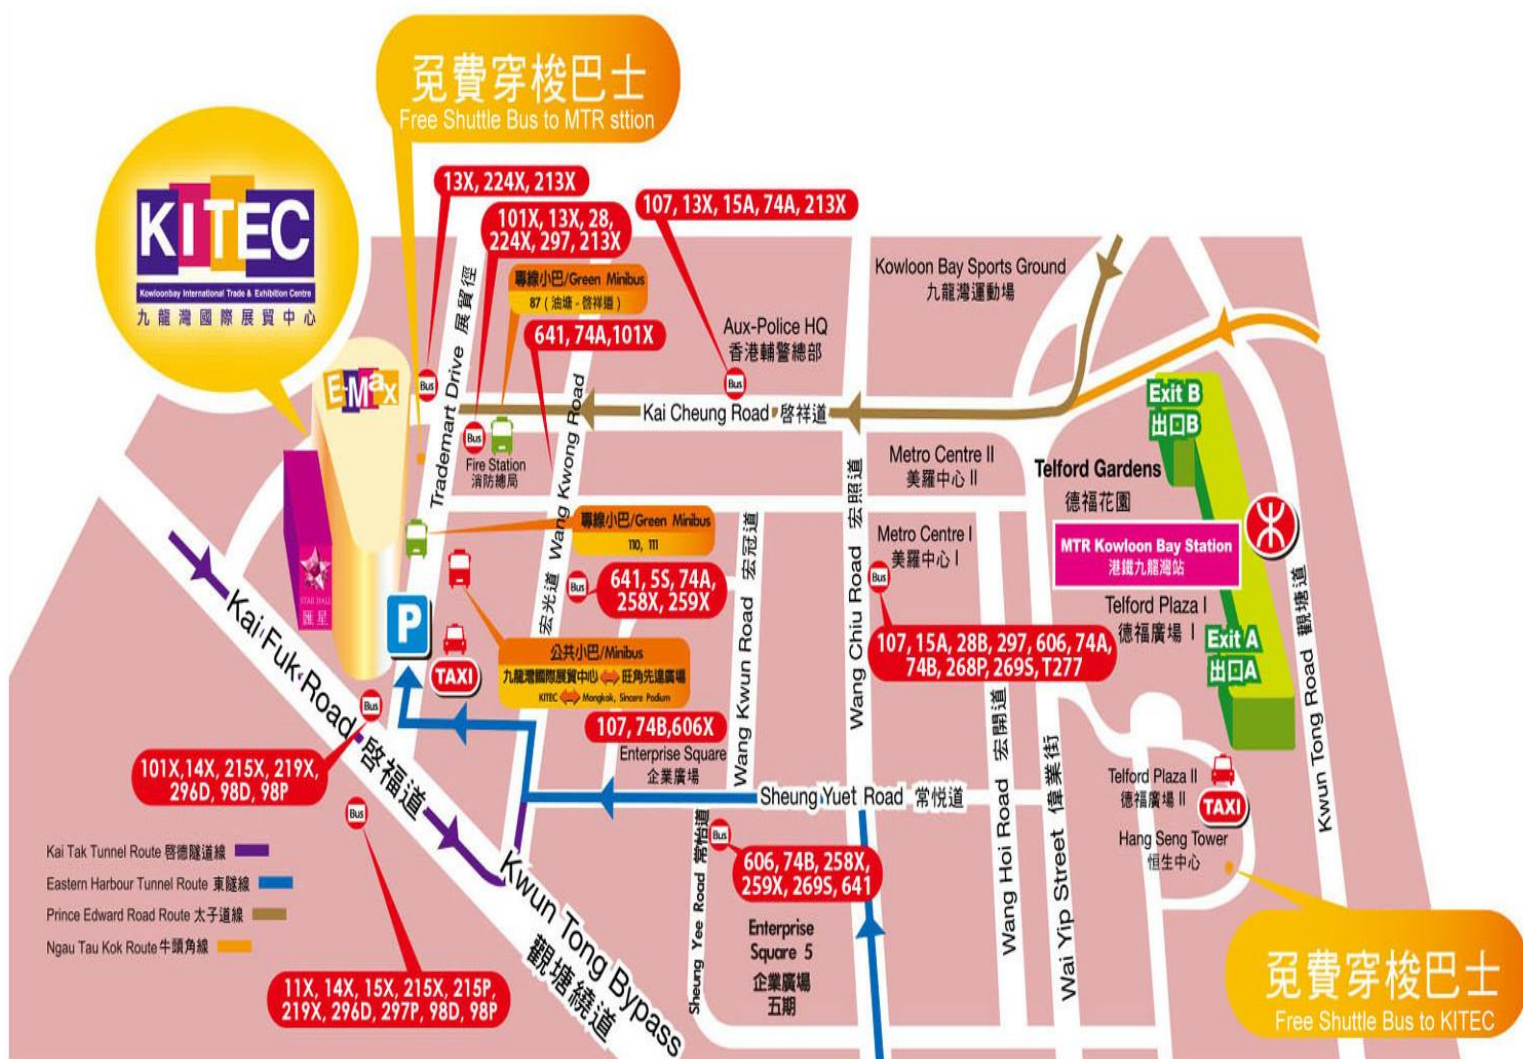 免費穿梭巴士
Free Shuttle Bus to MTR sttion
KITEC
Kowloonbay International Trade & Exhibition Centre
九龍灣國際展貿中心
13X, 224X, 213X
101X, 13X, 28,
224X, 297, 213X
107, 13X, 15A, 74A, 213X
專線小巴/Green Minibus
87 ( 油塘 - 啓祥道 )
641, 74A,101X
Kowloon Bay Sports Ground
九龍灣運動場
Aux-Police HQ
香港輔警總部
E-Max
Bus
Bus
Bus
Trademart Drive 展貿徑
Kai Cheung Road 啓祥道
Fire Station
消防總局
宏光道 Wang Kwong Road
Exit B
出口B
Metro Centre II
美羅中心 II
Telford Gardens
德福花園
專線小巴/Green Minibus
110, 111
Metro Centre I
美羅中心 I
MTR Kowloon Bay Station
港鐵九龍灣站
STAR HALL
匯星
Bus
641, 5S, 74A,
258X, 259X
Bus
Wang Kwun Road 宏冠道
Wang Chiu Road 宏照道
Telford Plaza I
德福廣場 I
Exit A
出口A
Kwun Tong Road 觀塘道
P
TAXI
公共小巴/Minibus
九龍灣國際展貿中心 ⇔ 旺角先達廣場
KITEC ⇔ Mongkok, Sincere Podium
107, 15A, 28B, 297, 606, 74A,
74B, 268P, 269S, T277
Kai Fuk Road 啓福道
Bus
107, 74B,606X
Enterprise Square
企業廣場
101X,14X, 215X, 219X,
296D, 98D, 98P
Sheung Yuet Road 常悦道
Wang Hoi Road 宏開道
Wai Yip Street 偉業街
Telford Plaza II
德福廣場 II
TAXI
Hang Seng Tower
恒生中心
Bus
Bus
Sheung Yee Road 常怡道
606, 74B, 258X,
259X, 269S, 641
Kai Tak Tunnel Route 啓德隧道線
Eastern Harbour Tunnel Route 東隧線
Prince Edward Road Route 太子道線
Ngau Tau Kok Route 牛頭角線
Kwun Tong Bypass
觀塘繞道
Enterprise
Square 5
企業廣場
五期
11X, 14X, 15X, 215X, 215P,
219X, 296D, 297P, 98D, 98P
免費穿梭巴士
Free Shuttle Bus to KITEC